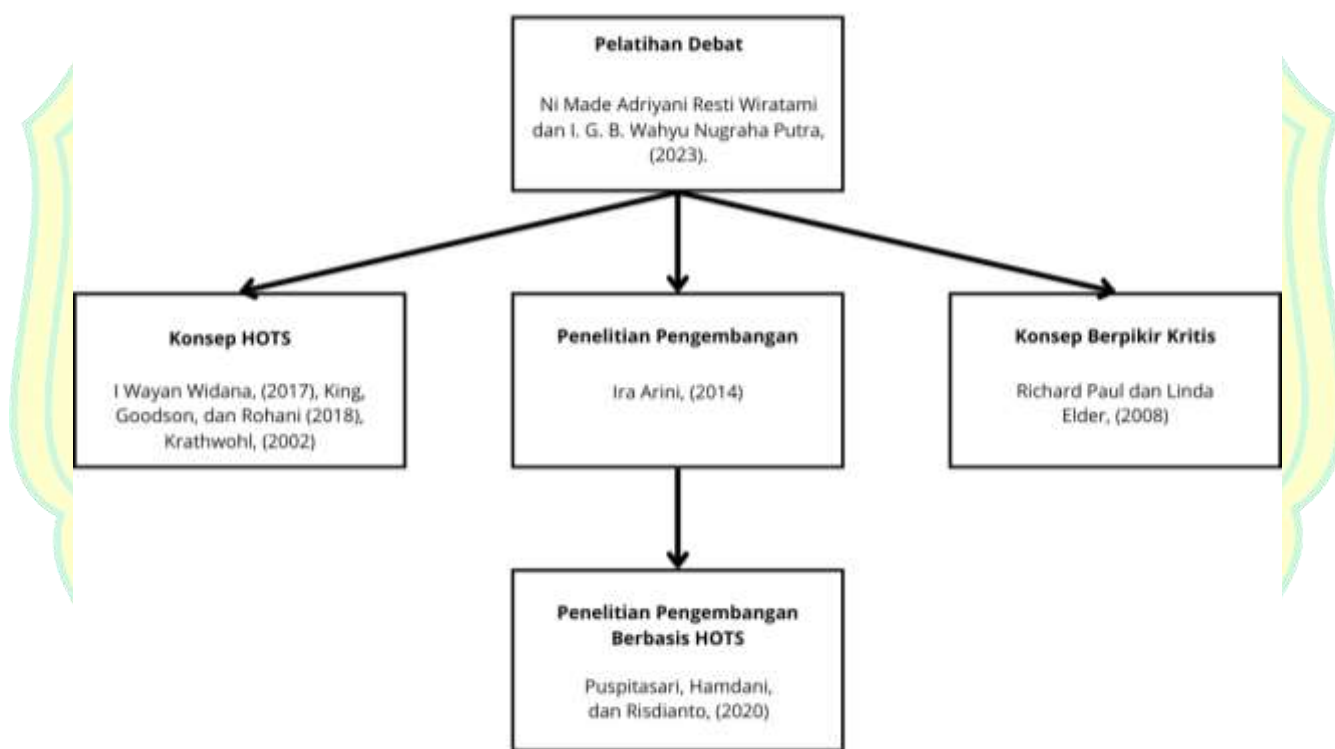 Pelatihan Debat
Ni Made Adriyani Resti Wiratami
dan I. G. B. Wahyu Nugraha Putra,
(2023).
Konsep HOTS
I Wayan Widana, (2017), King,
Goodson, dan Rohani (2018),
Krathwohl, (2002)
Penelitian Pengembangan
Ira Arini, (2014)
Konsep Berpikir Kritis
Richard Paul dan Linda
Elder, (2008)
Penelitian Pengembangan
Berbasis HOTS
Puspitasari, Hamdani,
dan Risdianto, (2020)